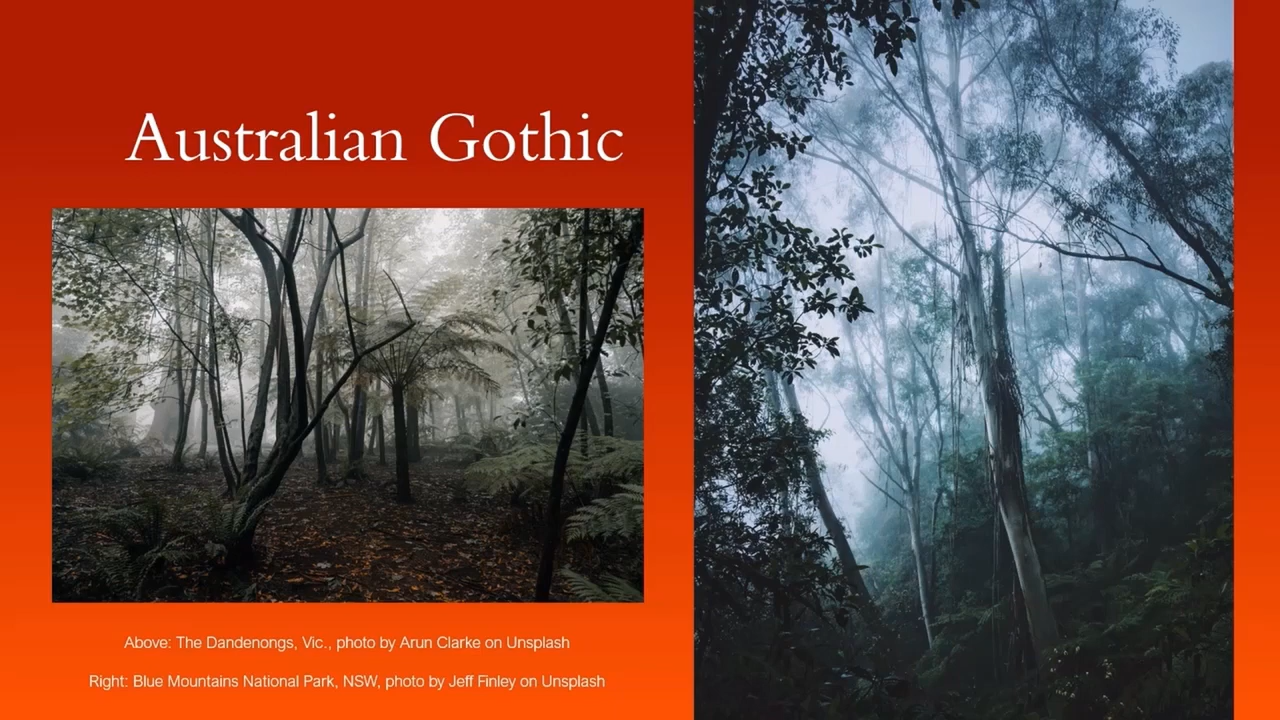 Australian Gothic
Above: The Dandenongs, Vic., photo by Arun Clarke on Unsplash
Right: Blue Mountains National Park, NSW, photo by Jeff Finley on Unsplash